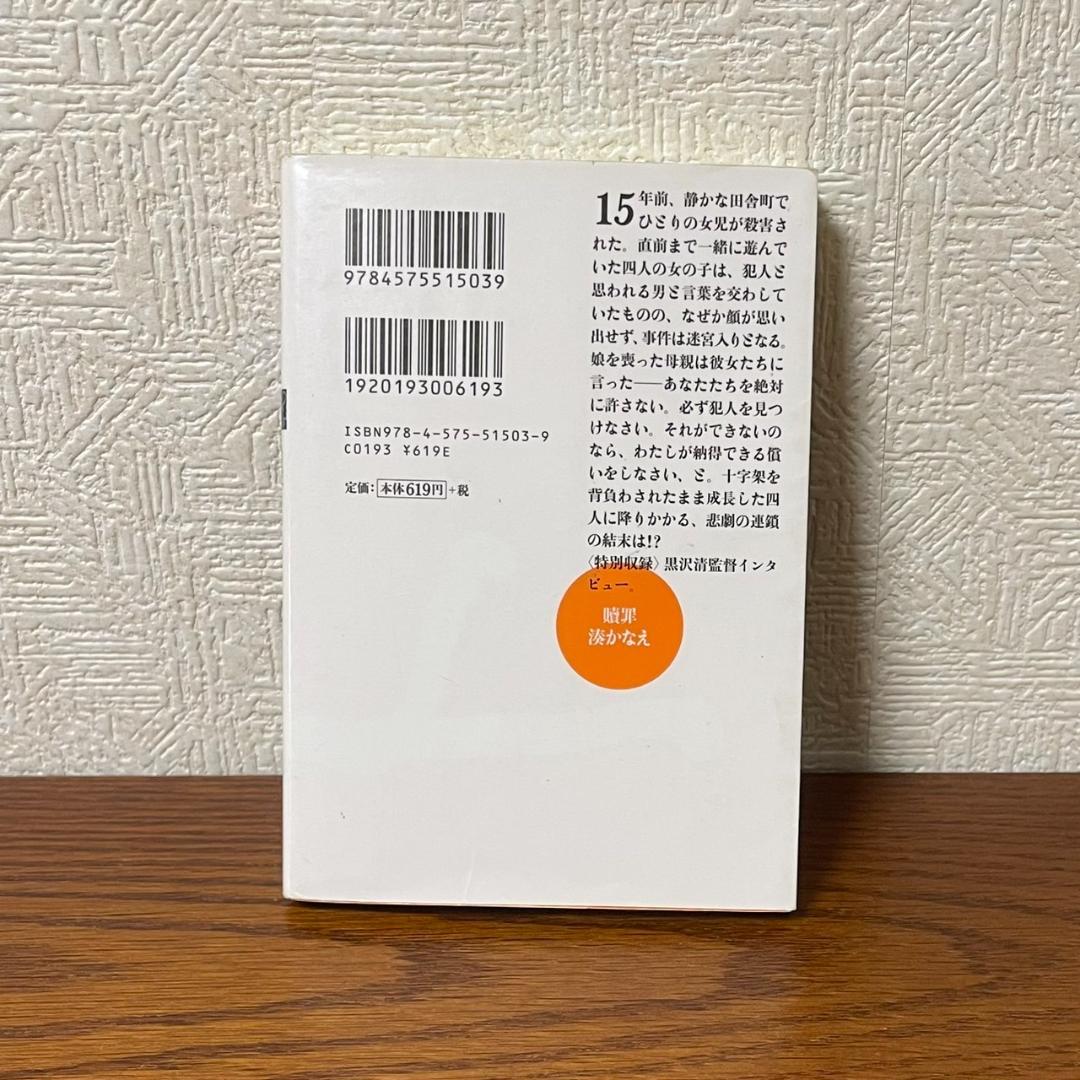 9784575515039
1920193006193
ISBN978-4-575-51503-9
C0193 ¥619E
定価：本体619円＋税
15年前、静かな田舎町で
ひとりの女児が殺害さ
れた。直前まで一緒に遊んで
いた四人の女の子は、犯人と
思われる男と言葉を交わして
いたものの、なぜか顔が思い
出せず、事件は迷宮入りとなる。
娘を喪った母親は彼女たちに
言った――あなたたちを絶対
に許さない。必ず犯人を見つ
けなさい。それができないの
なら、わたしが納得できる償
いをしなさい、と。十字架を
背負わされたまま成長した四
人に降りかかる、悲劇の連鎖
の結末は!?
〈特別収録〉黒沢清監督インタ
ビュー。
贖罪
湊かなえ